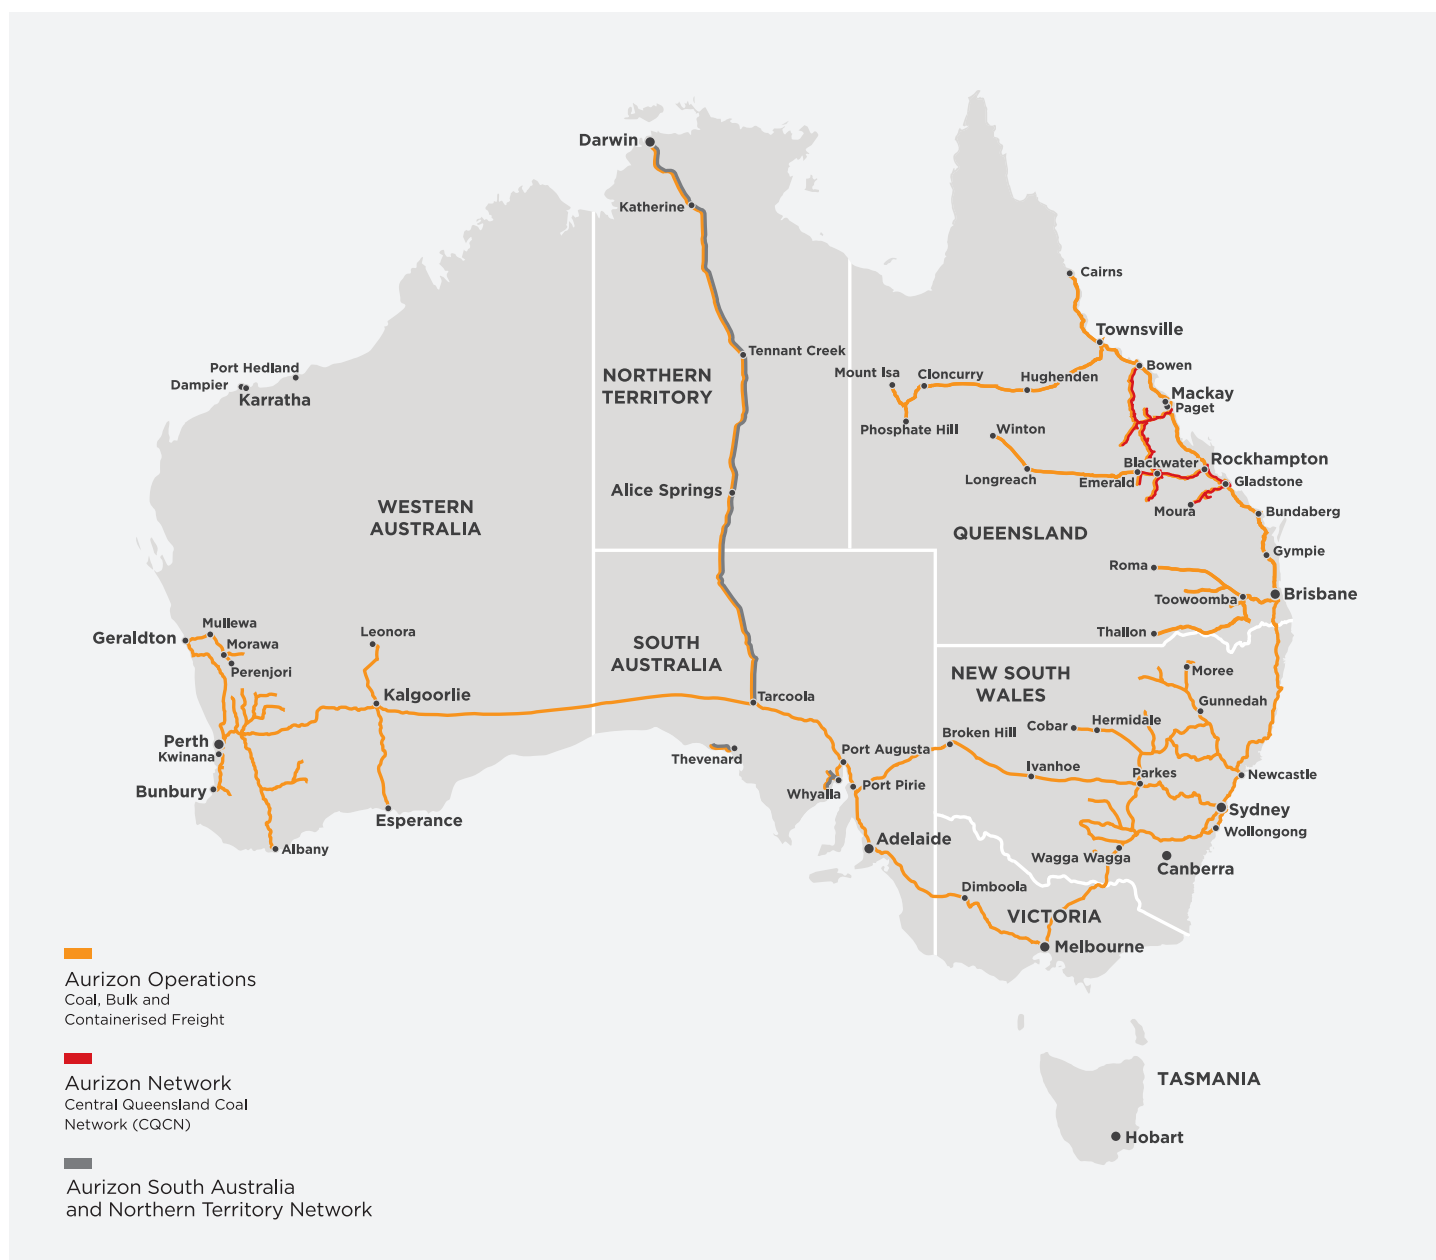 Darwin
Katherine
Cairns
Townsville
Tennant Creek
Bowen
Port Hedland
Dampier
Karratha
NORTHERN
TERRITORY
Mount Isa
Cloncurry
Hughenden
Mackay
Paget
Phosphate Hill
Winton
Blackwater
Rockhampton
Longreach
Emerald
Gladstone
Alice Springs
WESTERN
AUSTRALIA
Moura
Bundaberg
QUEENSLAND
Gympie
Roma
Toowoomba
Brisbane
Thallon
Mullewa
Geraldton
Morawa
Perenjori
Leonora
SOUTH
AUSTRALIA
NEW SOUTH
WALES
Moree
Gunnedah
Kalgoorlie
Tarcoola
Cobar
Hermidale
Broken Hill
Perth
Kwinana
Thevenard
Port Augusta
Ivanhoe
Parkes
Newcastle
Bunbury
Whyalla
Port Pirie
Sydney
Esperance
Wollongong
Adelaide
Albany
Wagga Wagga
Canberra
Dimboola
VICTORIA
Melbourne
TASMANIA
Hobart
Aurizon Operations
Coal, Bulk and
Containerised Freight
Aurizon Network
Central Queensland Coal
Network (CQCN)
Aurizon South Australia
and Northern Territory Network